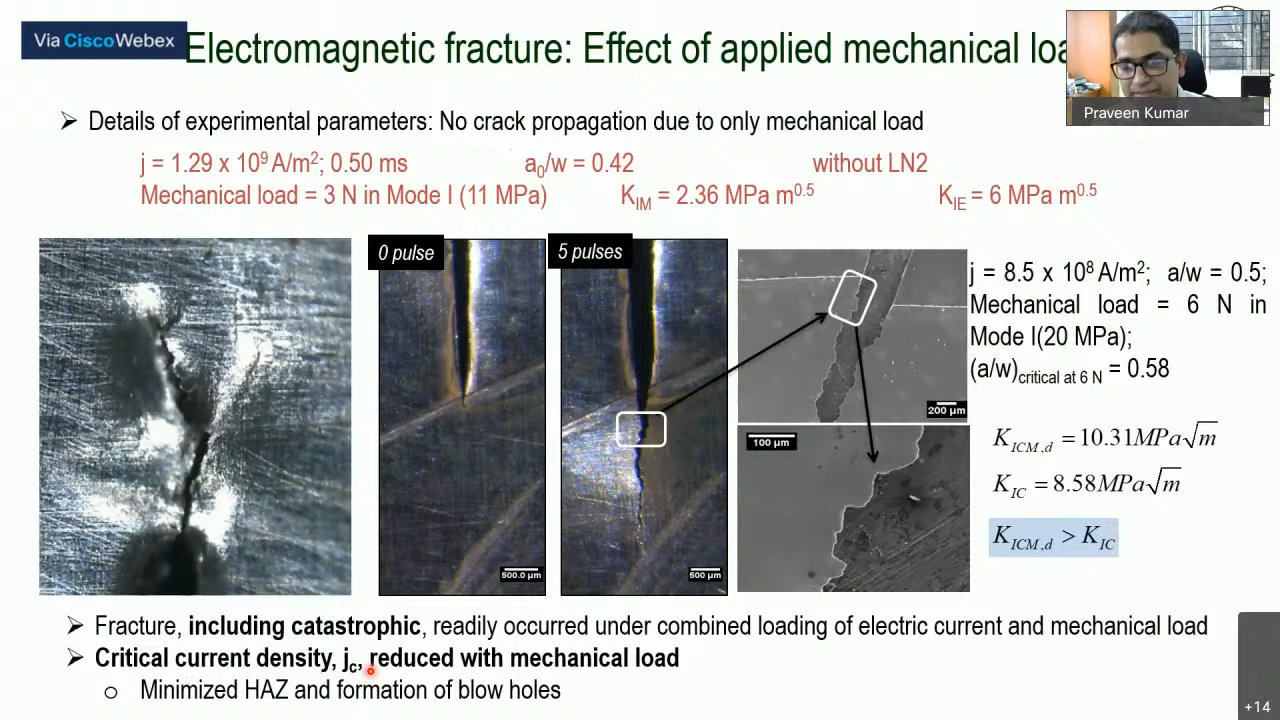 Via Cisco Webex
Electromagnetic fracture: Effect of applied mechanical loa
Praveen Kumar
➢ Details of experimental parameters: No crack propagation due to only mechanical load
j = 1.29 x 10⁹ A/m²; 0.50 ms a₀/w = 0.42 without LN2
Mechanical load = 3 N in Mode I (11 MPa) K_IM = 2.36 MPa m^0.5 K_IE = 6 MPa m^0.5
0 pulse
5 pulses
500.0 µm
500 µm
200 µm
100 µm
j = 8.5 x 10⁸ A/m²; a/w = 0.5;
Mechanical load = 6 N in
Mode I(20 MPa);
(a/w)critical at 6 N = 0.58
K_ICM,d = 10.31MPa√m
K_IC = 8.58MPa√m
K_ICM,d > K_IC
➢ Fracture, including catastrophic, readily occurred under combined loading of electric current and mechanical load
➢ Critical current density, j_c, reduced with mechanical load
o Minimized HAZ and formation of blow holes
+14